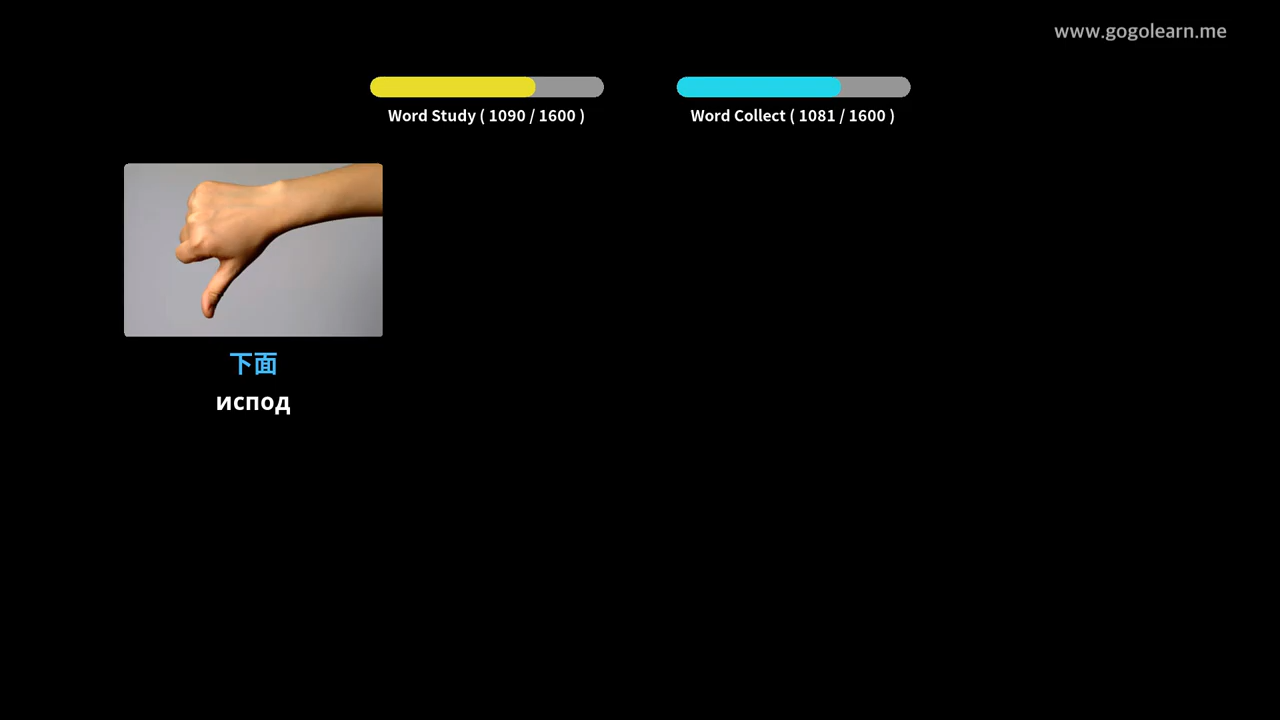 www.gogolearn.me
Word Study ( 1090 / 1600 )
Word Collect ( 1081 / 1600 )
下面
испод